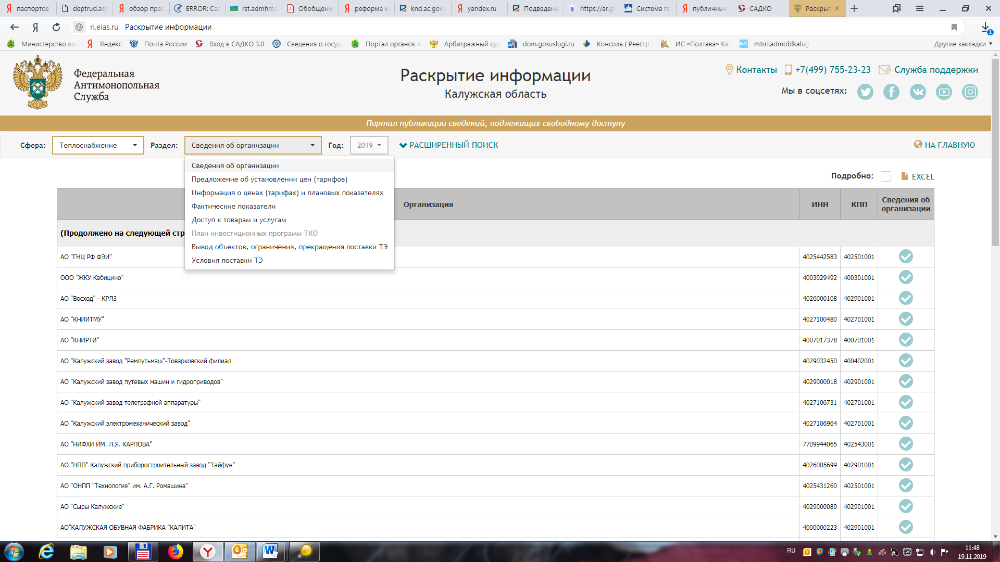 паспортов
deptrud.adm
обзор прав
ERROR: Сас
rst.admhma
Обобщени
реформа к
knd.ac.gov.
yandex.ru
Подведень
https://ar.g
Система го
публичные
САДКО
Раскрыт
ri.eias.ru Раскрытие информации
1
Министерство ко
Яндекс
Почта России
Вход в САДКО 3.0
Сведения о госуд
Портал органов в
Арбитражный суд
dom.gosuslugi.ru
Консоль ( Реестр
ИС «Полтава» Кал
mtrri.admoblkalug
Другие закладки
Федеральная
Антимонопольная
Служба
Раскрытие информации
Калужская область
Контакты
+7(499) 755-23-23
Служба поддержки
Мы в соцсетях:
Портал публикации сведений, подлежащих свободному доступу
Сфера: Теплоснабжение Раздел: Сведения об организации Год: 2019 РАСШИРЕННЫЙ ПОИСК НА ГЛАВНУЮ
Сведения об организации
Предложение об установлении цен (тарифов)
Информация о ценах (тарифах) и плановых показателях
Фактические показатели
Доступ к товарам и услугам
План инвестиционных программ ТКО
Вывод объектов, ограничения, прекращения поставки ТЭ
Условия поставки ТЭ
Подробно: EXCEL
Организация ИНН КПП Сведения об
организации
(Продолжено на следующей стр
АО "ГНЦ РФ ФЭИ" 4025442583 402501001
ООО "ЖКУ Кабицино" 4003029492 400301001
АО "Восход" - КРЛЗ 4026000108 402901001
АО "КНИИТМУ" 4027100480 402701001
АО "КНИРТИ" 4007017378 400701001
АО "Калужский завод "Ремпутьмаш"-Товарковский филиал 4029032450 400402001
АО "Калужский завод путевых машин и гидроприводов" 4029000018 402901001
АО "Калужский завод телеграфной аппаратуры" 4027106731 402701001
АО "Калужский электромеханический завод" 4027106964 402701001
АО "НИФХИ ИМ. Л.Я. КАРПОВА" 7709944065 402543001
АО "НПП" Калужский приборостроительный завод "Тайфун" 4026005699 402901001
АО "ОНПП "Технология" им. А.Г. Ромашина" 4025431260 402501001
АО "Сыры Калужские" 4029000089 402901001
АО"КАЛУЖСКАЯ ОБУВНАЯ ФАБРИКА "КАЛИТА" 4000000223 402901001
RU
11:48
19.11.2019